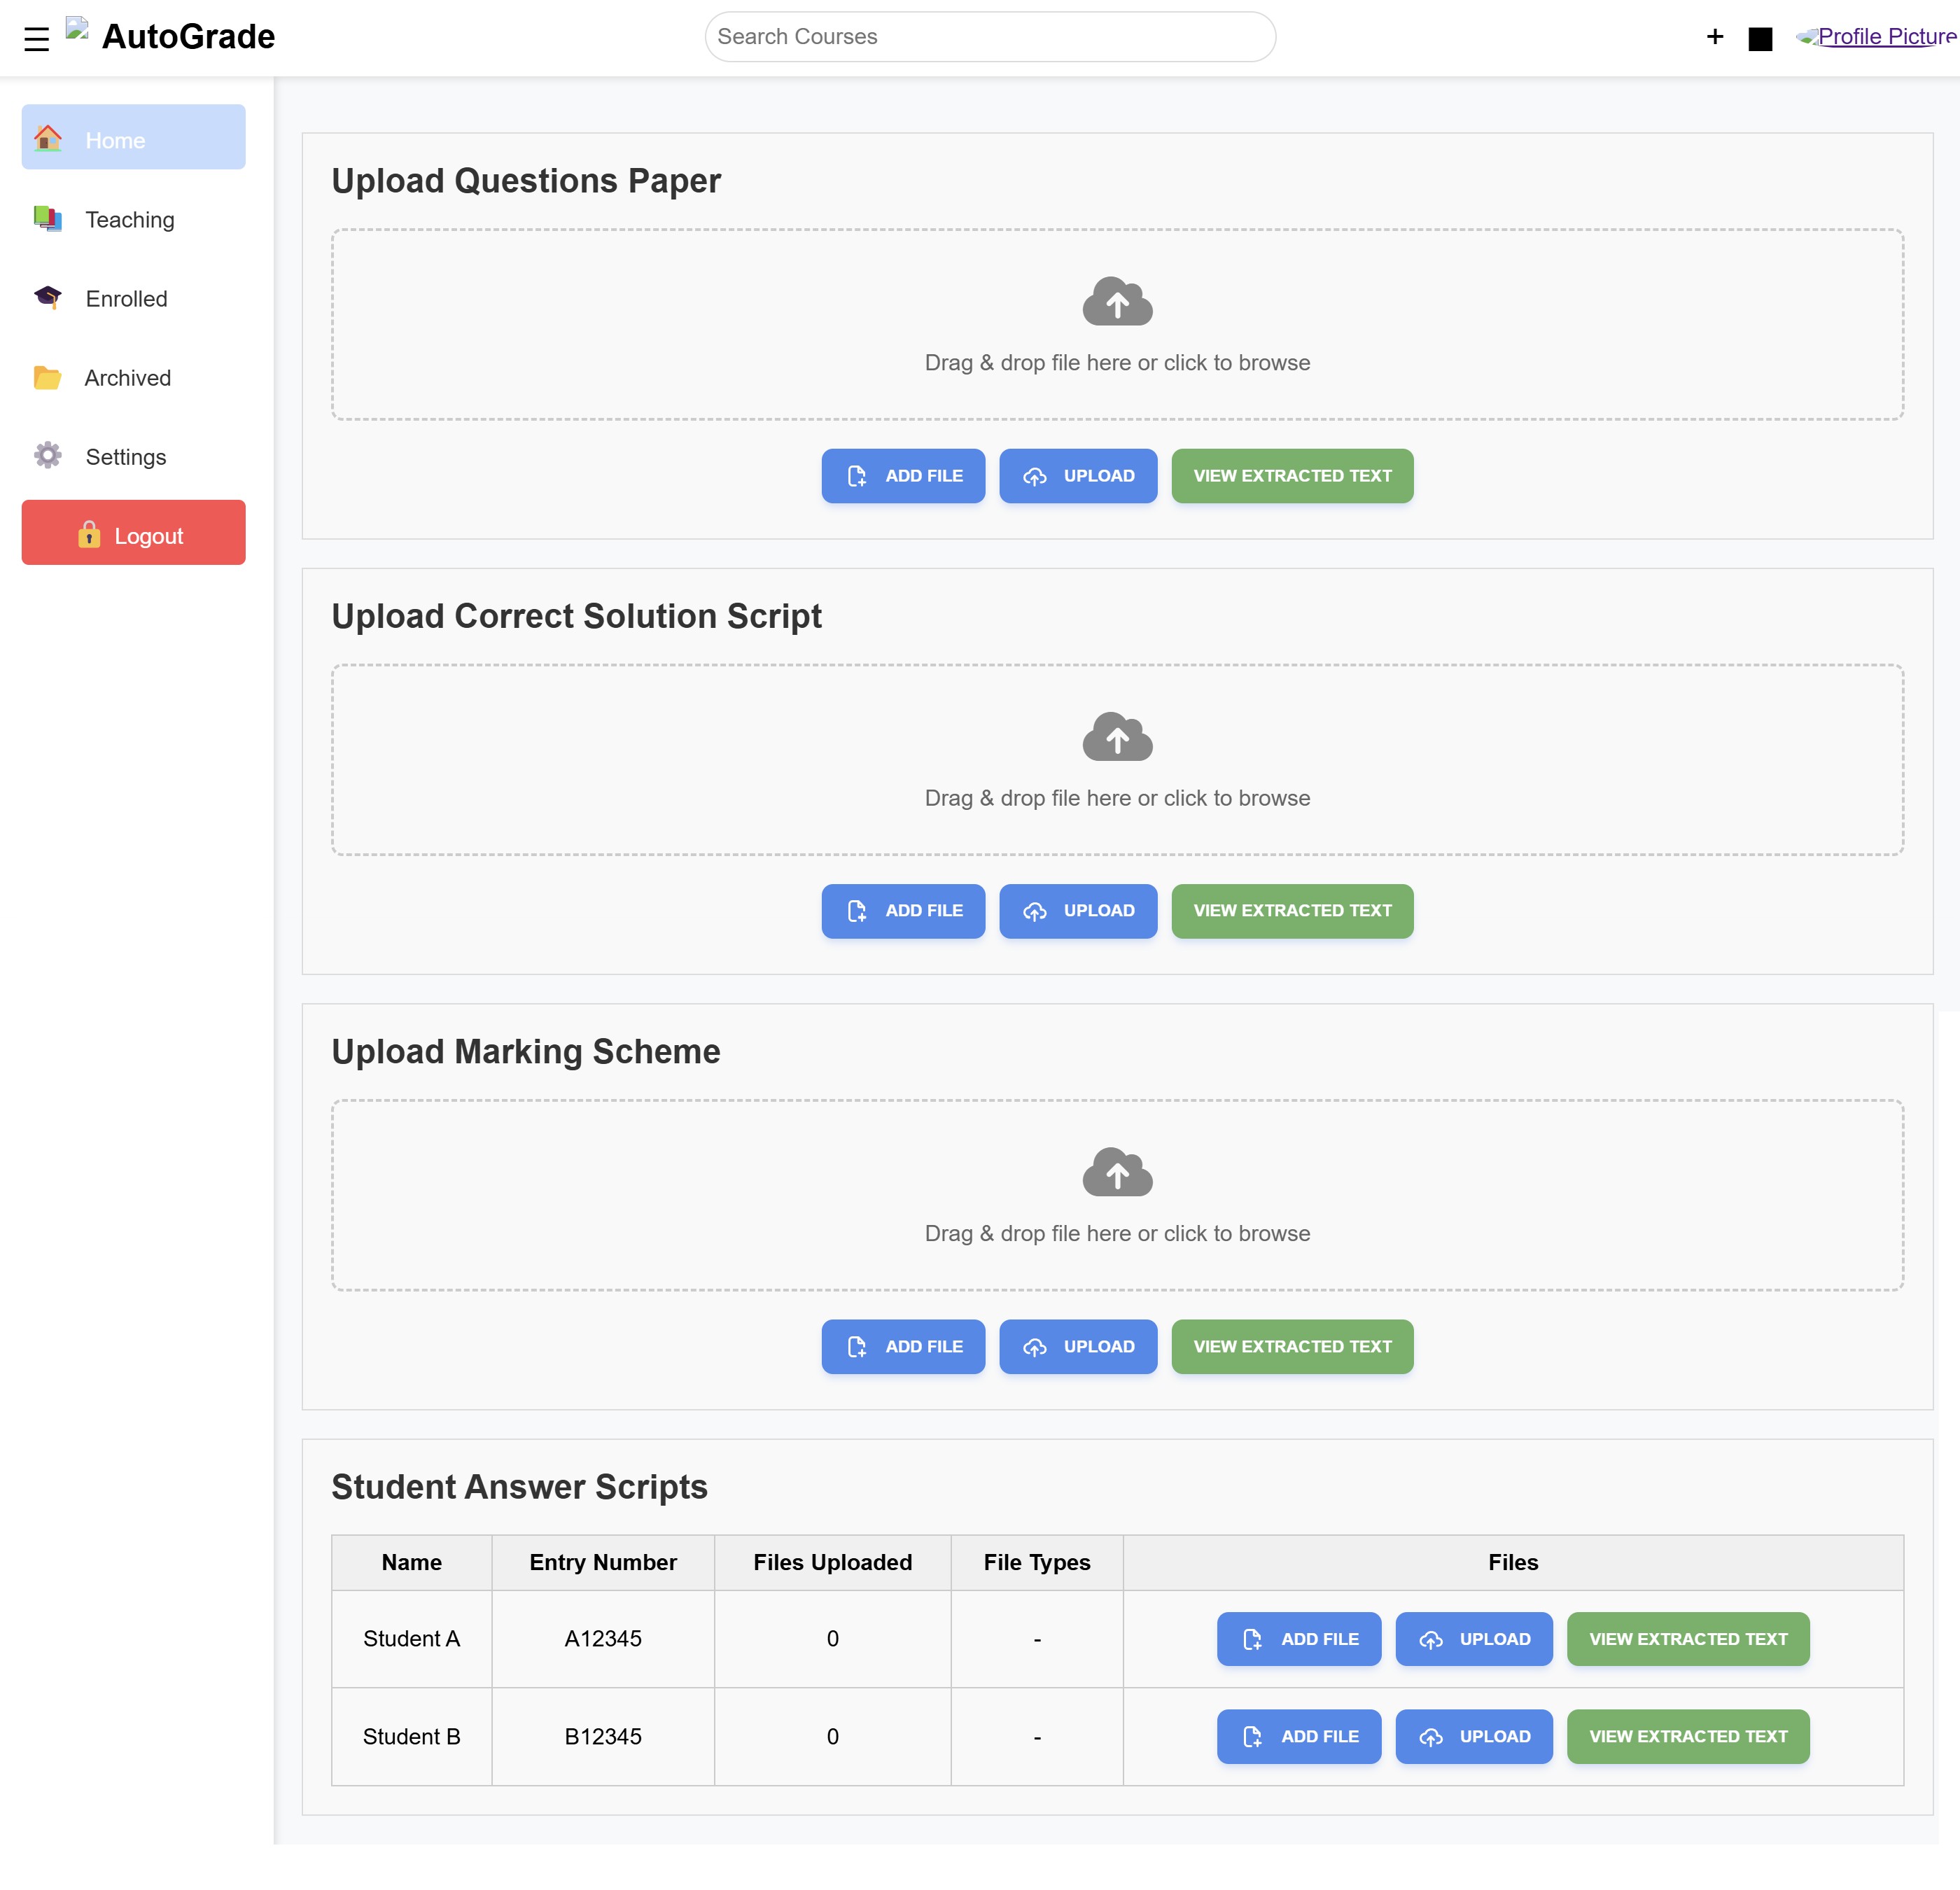 ☰ AutoGrade
Search Courses
+
Profile Picture
Home
Teaching
Enrolled
Archived
Settings
Logout
Upload Questions Paper
Drag & drop file here or click to browse
ADD FILE UPLOAD VIEW EXTRACTED TEXT
Upload Correct Solution Script
Drag & drop file here or click to browse
ADD FILE UPLOAD VIEW EXTRACTED TEXT
Upload Marking Scheme
Drag & drop file here or click to browse
ADD FILE UPLOAD VIEW EXTRACTED TEXT
Student Answer Scripts
Name Entry Number Files Uploaded File Types Files
Student A A12345 0 - ADD FILE UPLOAD VIEW EXTRACTED TEXT
Student B B12345 0 - ADD FILE UPLOAD VIEW EXTRACTED TEXT